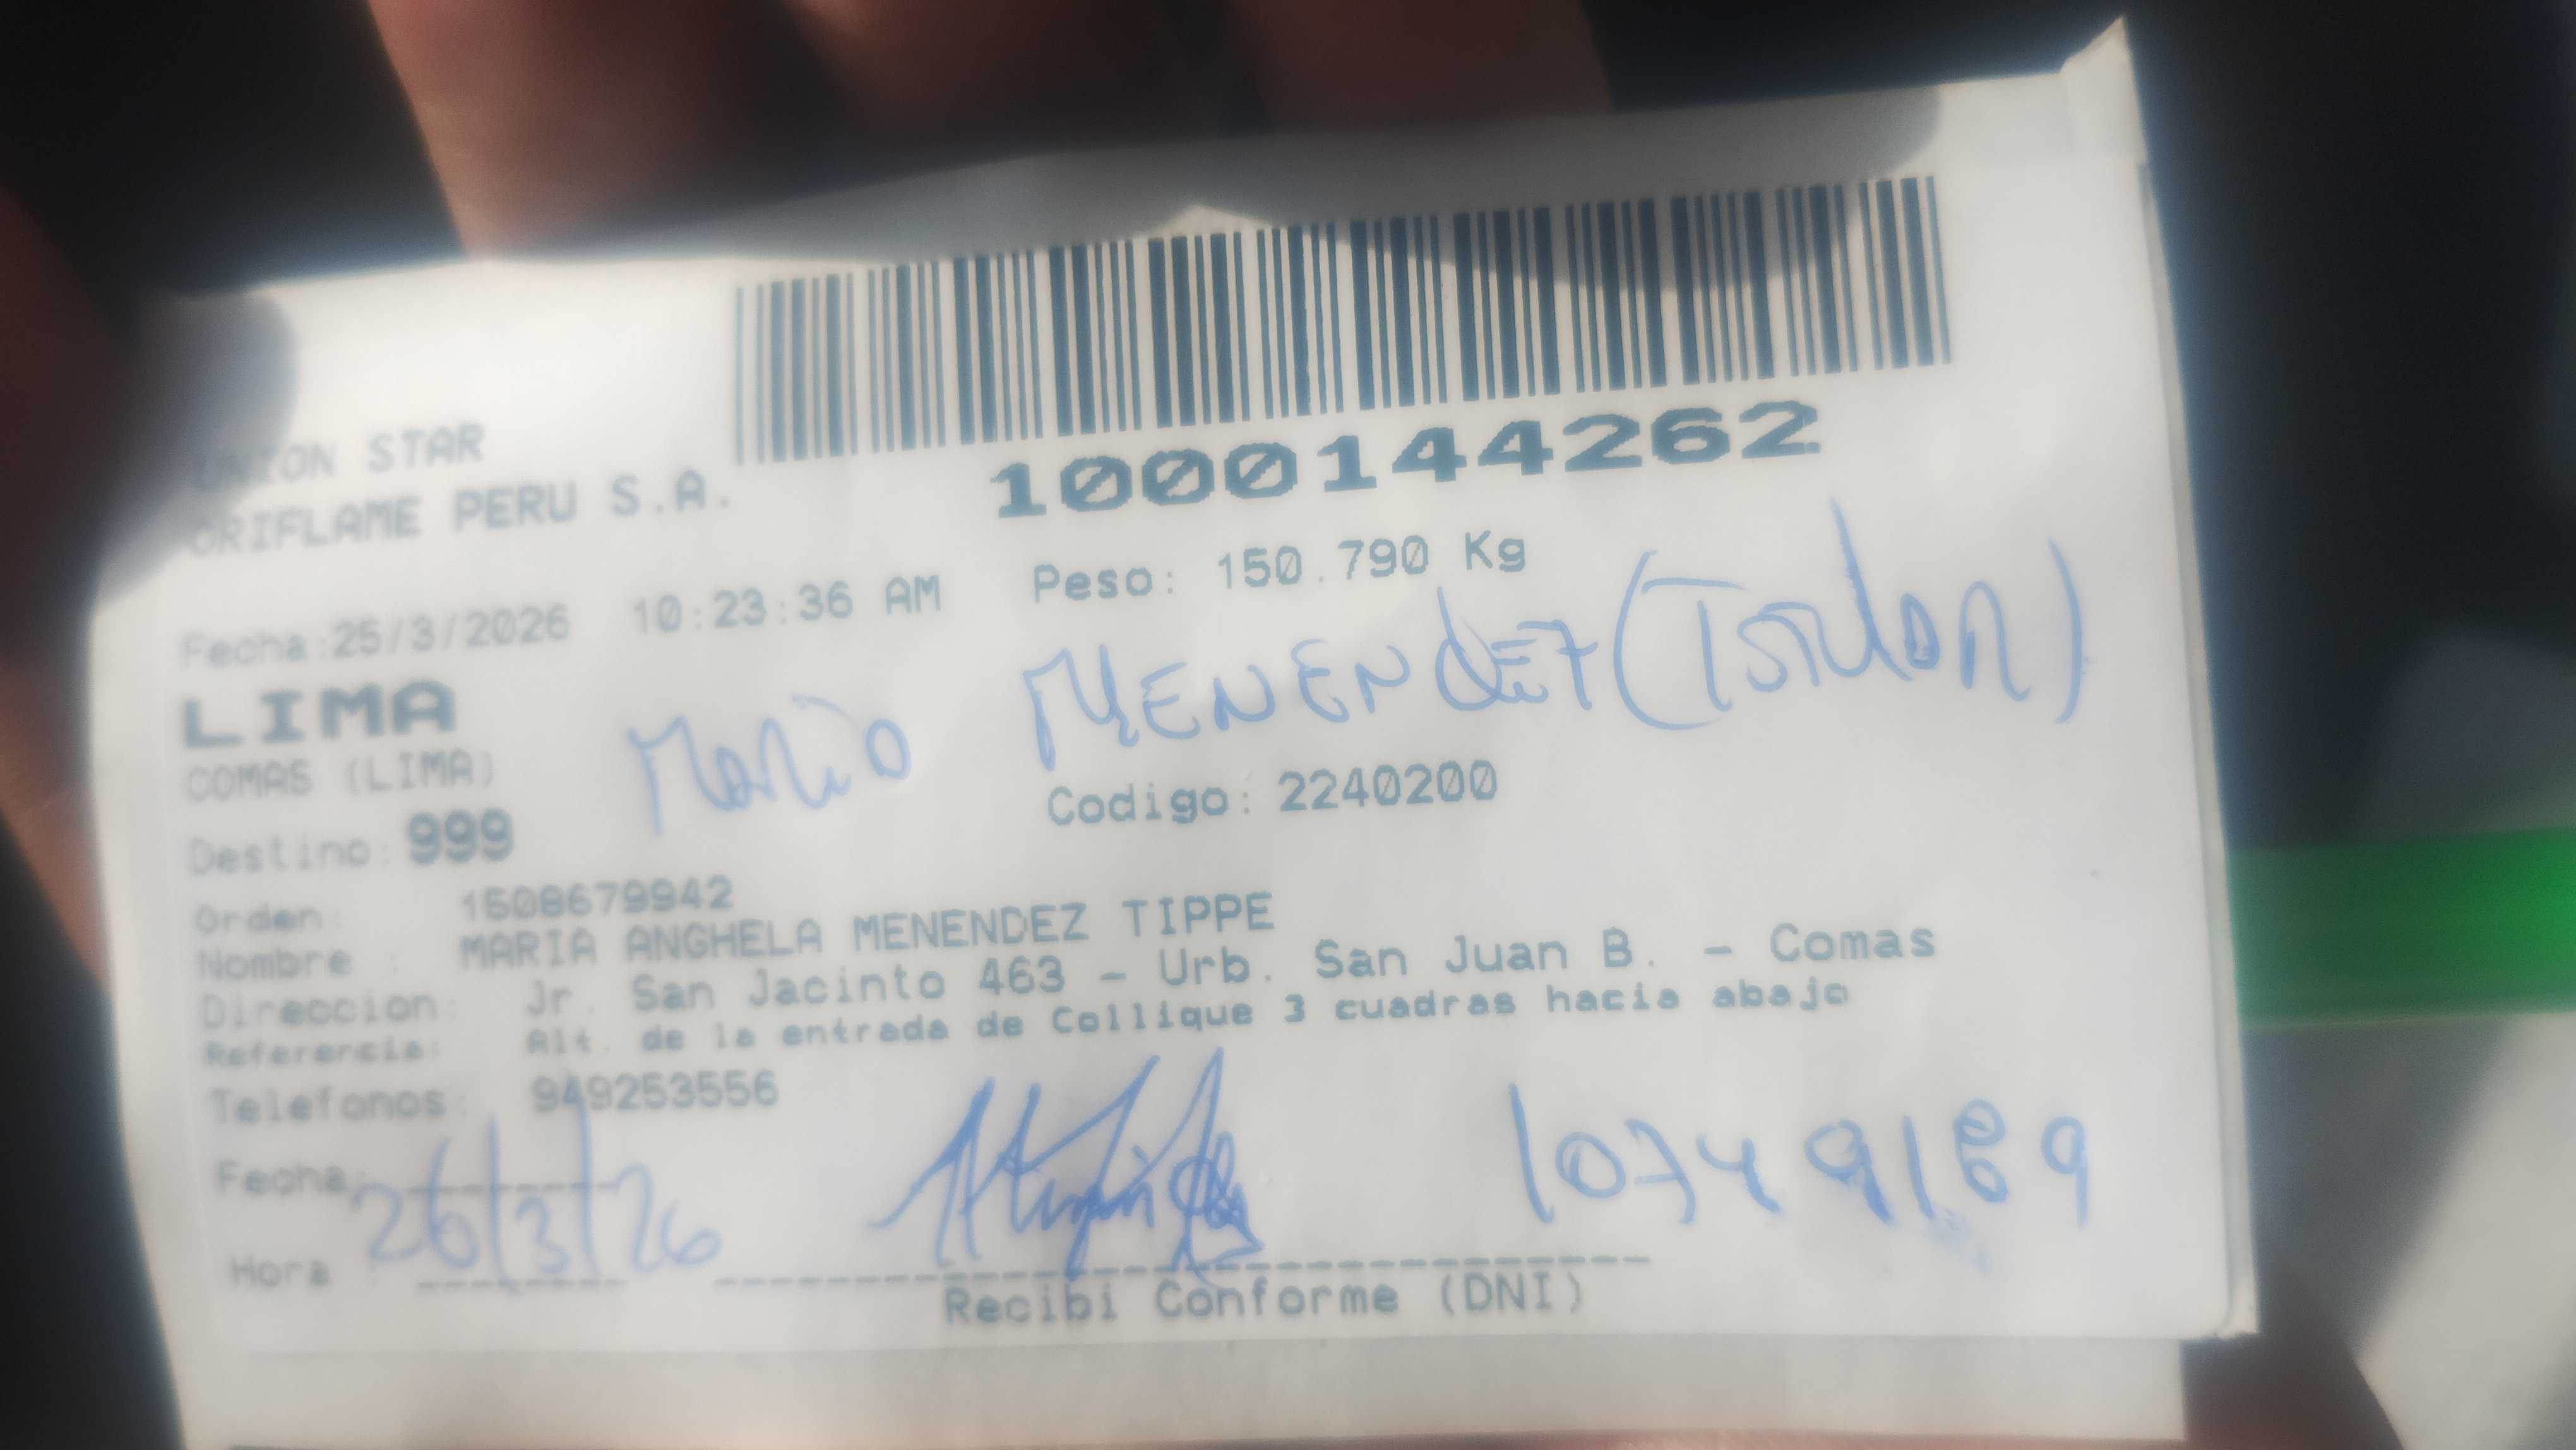 UNION STAR
ORIFLAME PERU S.A.
1000144262
Fecha:25/3/2026 10:23:36 AM Peso: 150.790 Kg
LIMA
Mario MENENDEZ
COMAS (LIMA)
Codigo: 2240200
Destino: 999
Orden: 1508679942
Nombre : MARIA ANGHELA MENENDEZ TIPPE
Direccion: Jr. San Jacinto 463 - Urb. San Juan B. - Comas
Referencia: Alt. de la entrada de Collique 3 cuadras hacia abajo
Telefonos: 949253556
Fecha: 26/3/26
Hora :
Recibi Conforme (DNI)